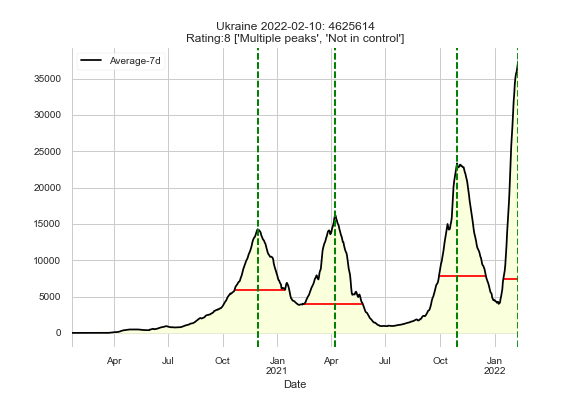 Ukraine 2022-02-10: 4625614
Rating:8 ['Multiple peaks', 'Not in control']
Average-7d
35000
30000
25000
20000
15000
10000
5000
0
Apr Jul Oct Jan Apr Jul Oct Jan
2021 2022
Date